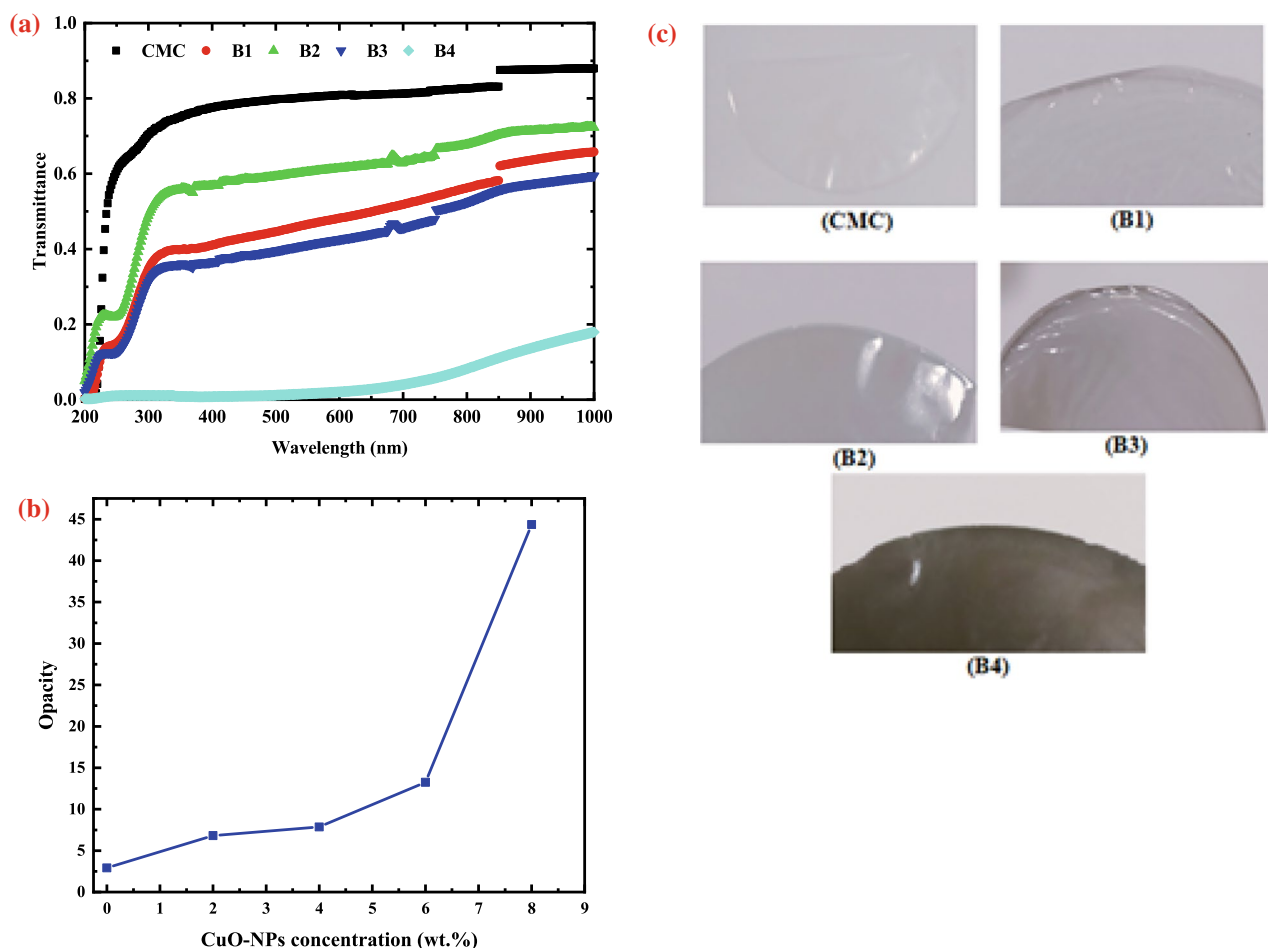 (a)
1.0
CMC B1 B2 B3 B4
0.8
0.6
0.4
0.2
0.0
Transmittance
200 300 400 500 600 700 800 900 1000
Wavelength (nm)
(b)
45
40
35
30
25
20
15
10
5
0
Opacity
0 1 2 3 4 5 6 7 8 9
CuO-NPs concentration (wt.%)
(c)
(CMC) (B1)
(B2) (B3)
(B4)